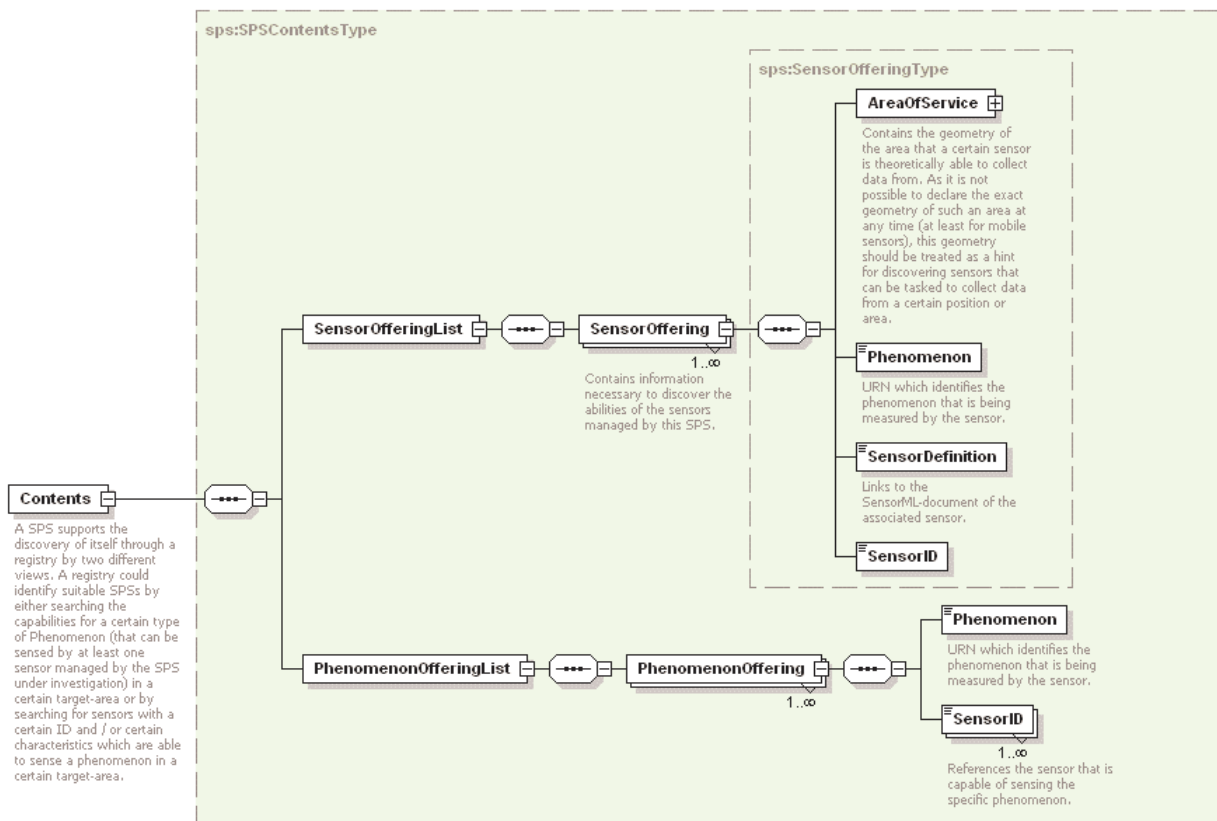 sps:SPSContentsType
sps:SensorOfferingType
AreaOfService
Contains the geometry of
the area that a certain sensor
is theoretically able to collect
data from. As it is not
possible to declare the exact
geometry of such an area at
any time (at least for mobile
sensors), this geometry
should be treated as a hint
for discovering sensors that
can be tasked to collect data
from a certain position or
area.
SensorOfferingList
SensorOffering
1..∞
Contains information
necessary to discover the
abilities of the sensors
managed by this SPS.
Phenomenon
URN which identifies the
phenomenon that is being
measured by the sensor.
SensorDefinition
Links to the
SensorML-document of the
associated sensor.
SensorID
Contents
A SPS supports the
discovery of itself through a
registry by two different
views. A registry could
identify suitable SPSs by
either searching the
capabilities for a certain type
of Phenomenon (that can be
sensed by at least one
sensor managed by the SPS
under investigation) in a
certain target-area or by
searching for sensors with a
certain ID and / or certain
characteristics which are able
to sense a phenomenon in a
certain target-area.
PhenomenonOfferingList
PhenomenonOffering
1..∞
Phenomenon
URN which identifies the
phenomenon that is being
measured by the sensor.
SensorID
1..∞
References the sensor that is
capable of sensing the
specific phenomenon.